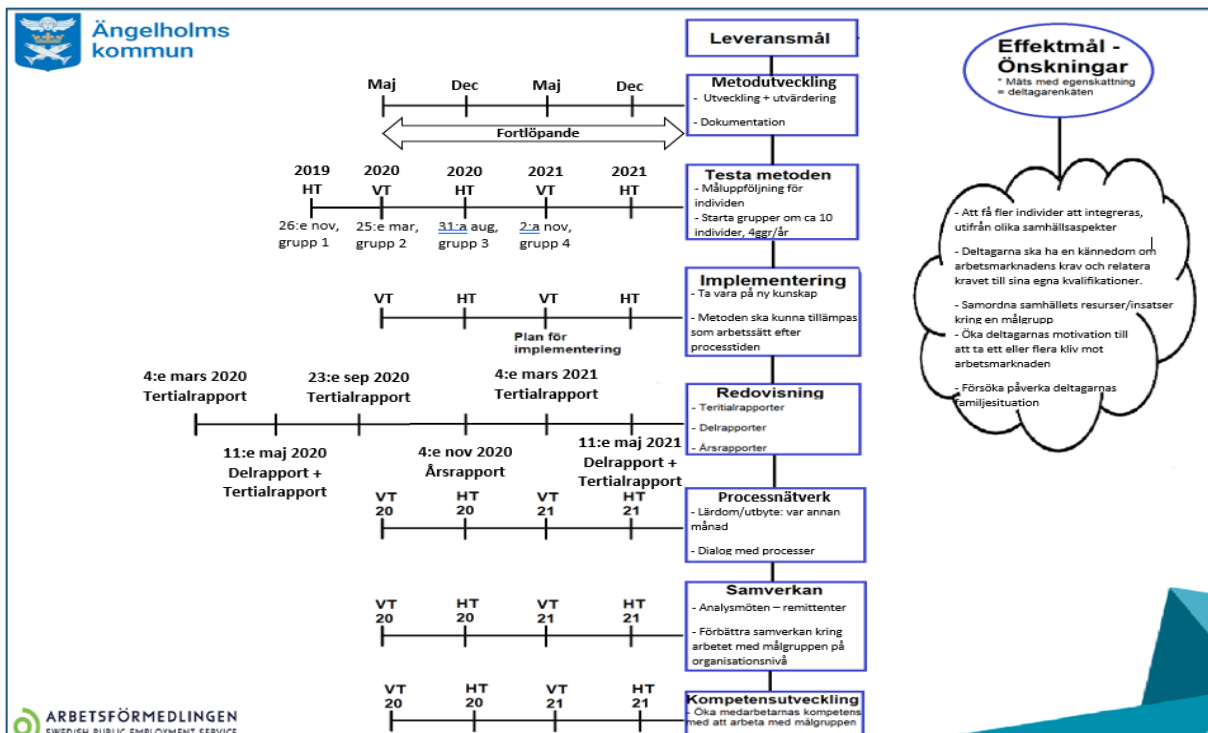 Ängelholms
kommun
Leveransmål
Maj
Dec
Maj
Dec
Fortlöpande
Metodutveckling
- Utveckling + utvärdering
- Dokumentation
2019
HT
2020
VT
2020
HT
2021
VT
2021
HT
26:e nov,
grupp 1
25:e mar,
grupp 2
31:a aug,
grupp 3
2:a nov,
grupp 4
Testa metoden
- Måluppföljning för
individen
- Starta grupper om ca 10
individer, 4ggr/år
VT
HT
VT
HT
Plan för
implementering
Implementering
- Ta vara på ny kunskap
- Metoden ska kunna tillämpas
som arbetssätt efter
processtiden
4:e mars 2020
Tertialrapport
23:e sep 2020
Tertialrapport
4:e mars 2021
Tertialrapport
11:e maj 2020
Delrapport +
Tertialrapport
4:e nov 2020
Årsrapport
11:e maj 2021
Delrapport +
Tertialrapport
Redovisning
- Teritialrapporter
- Delrapporter
- Årsrapporter
VT
20
HT
20
VT
21
HT
21
Processnätverk
- Lärdom/utbyte: var annan
månad
- Dialog med processer
VT
20
HT
20
VT
21
HT
21
Samverkan
- Analysmöten – remittenter
- Förbättra samverkan kring
arbetet med målgruppen på
organisationsnivå
VT
20
HT
20
VT
21
HT
21
Kompetensutveckling
- Öka medarbetarnas kompetens
med att arbeta med målgruppen
Effektmål -
Önskningar
* Mäts med egenskattning
= deltagarenkäten
- Att få fler individer att integreras,
utifrån olika samhällsaspekter
- Deltagarna ska ha en kännedom om
arbetsmarknadens krav och relatera
kravet till sina egna kvalifikationer.
- Samordna samhällets resurser/insatser
kring en målgrupp
- Öka deltagarnas motivation till
att ta ett eller flera kliv mot
arbetsmarknaden
- Försöka påverka deltagarnas
familjesituation
ARBETSFÖRMEDLINGEN
SWEDISH PUBLIC EMPLOYMENT SERVICE